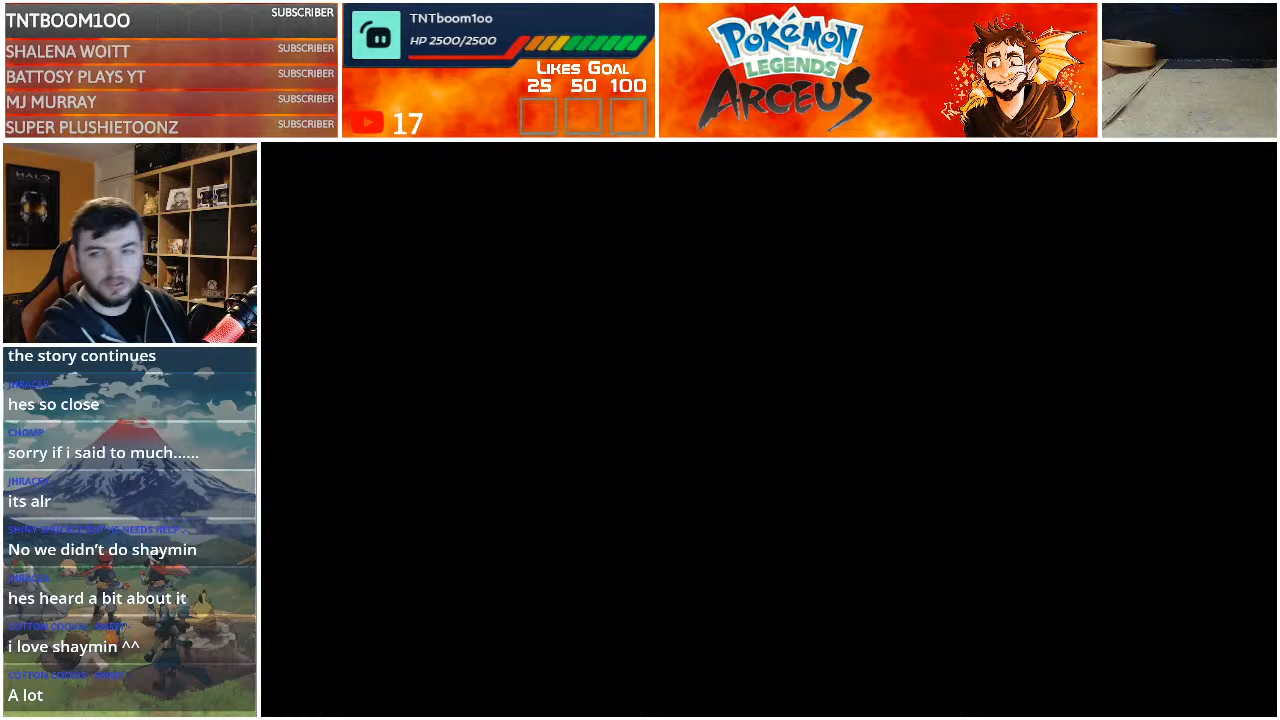 TNTBOOM1OO SUBSCRIBER
SHALENA WOITT SUBSCRIBER
BATTOSY PLAYS YT SUBSCRIBER
MJ MURRAY SUBSCRIBER
SUPER PLUSHIETOONZ SUBSCRIBER
TNTboom1oo
HP 2500/2500
LIKES GOAL
25 50 100
17
POKéMON
LEGENDS
ARCEUS
HALO
XBOX
the story continues
JHRACER
hes so close
CHOMP
sorry if i said to much......
JHRACER
its alr
No we didn't do shaymin
JHRACER
hes heard a bit about it
i love shaymin ^^
A lot